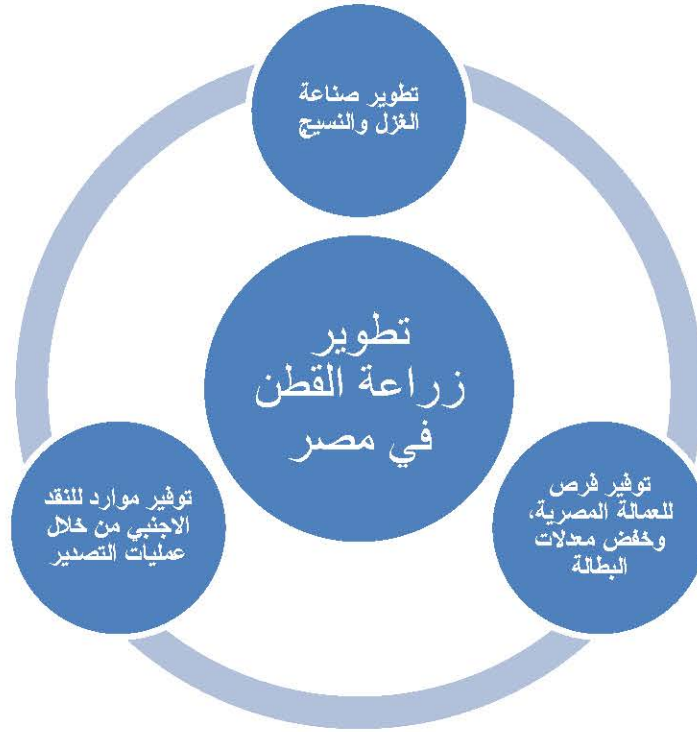 تطوير صناعة
الغزل والنسيج
تطوير
زراعة القطن
في مصر
توفير فرص
للعمالة المصرية،
وخفض معدلات
البطالة
توفير موارد للنقد
الاجنبي من خلال
عمليات التصدير